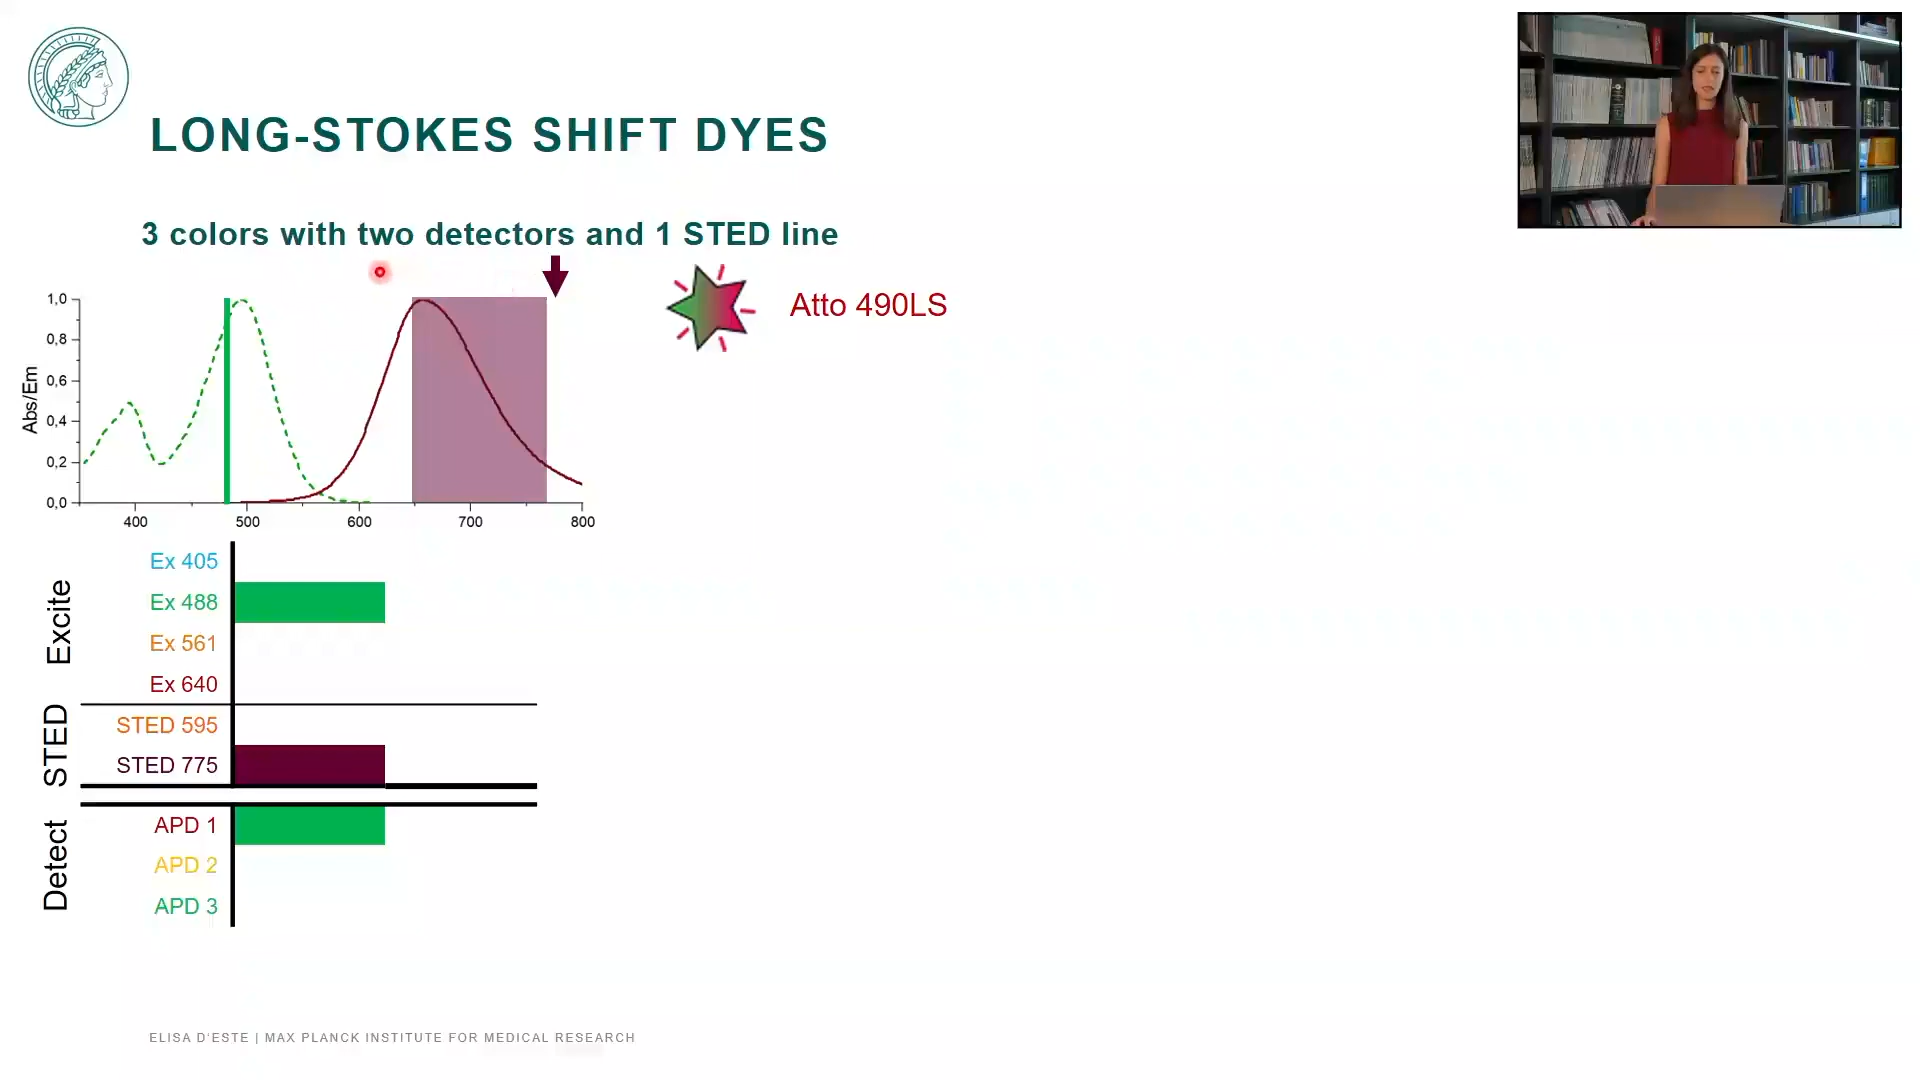 LONG-STOKES SHIFT DYES
3 colors with two detectors and 1 STED line
Atto 490LS
Abs/Em
1,0
0,8
0,6
0,4
0,2
0,0
400 500 600 700 800
Excite
Ex 405
Ex 488
Ex 561
Ex 640
STED
STED 595
STED 775
Detect
APD 1
APD 2
APD 3
ELISA D'ESTE | MAX PLANCK INSTITUTE FOR MEDICAL RESEARCH